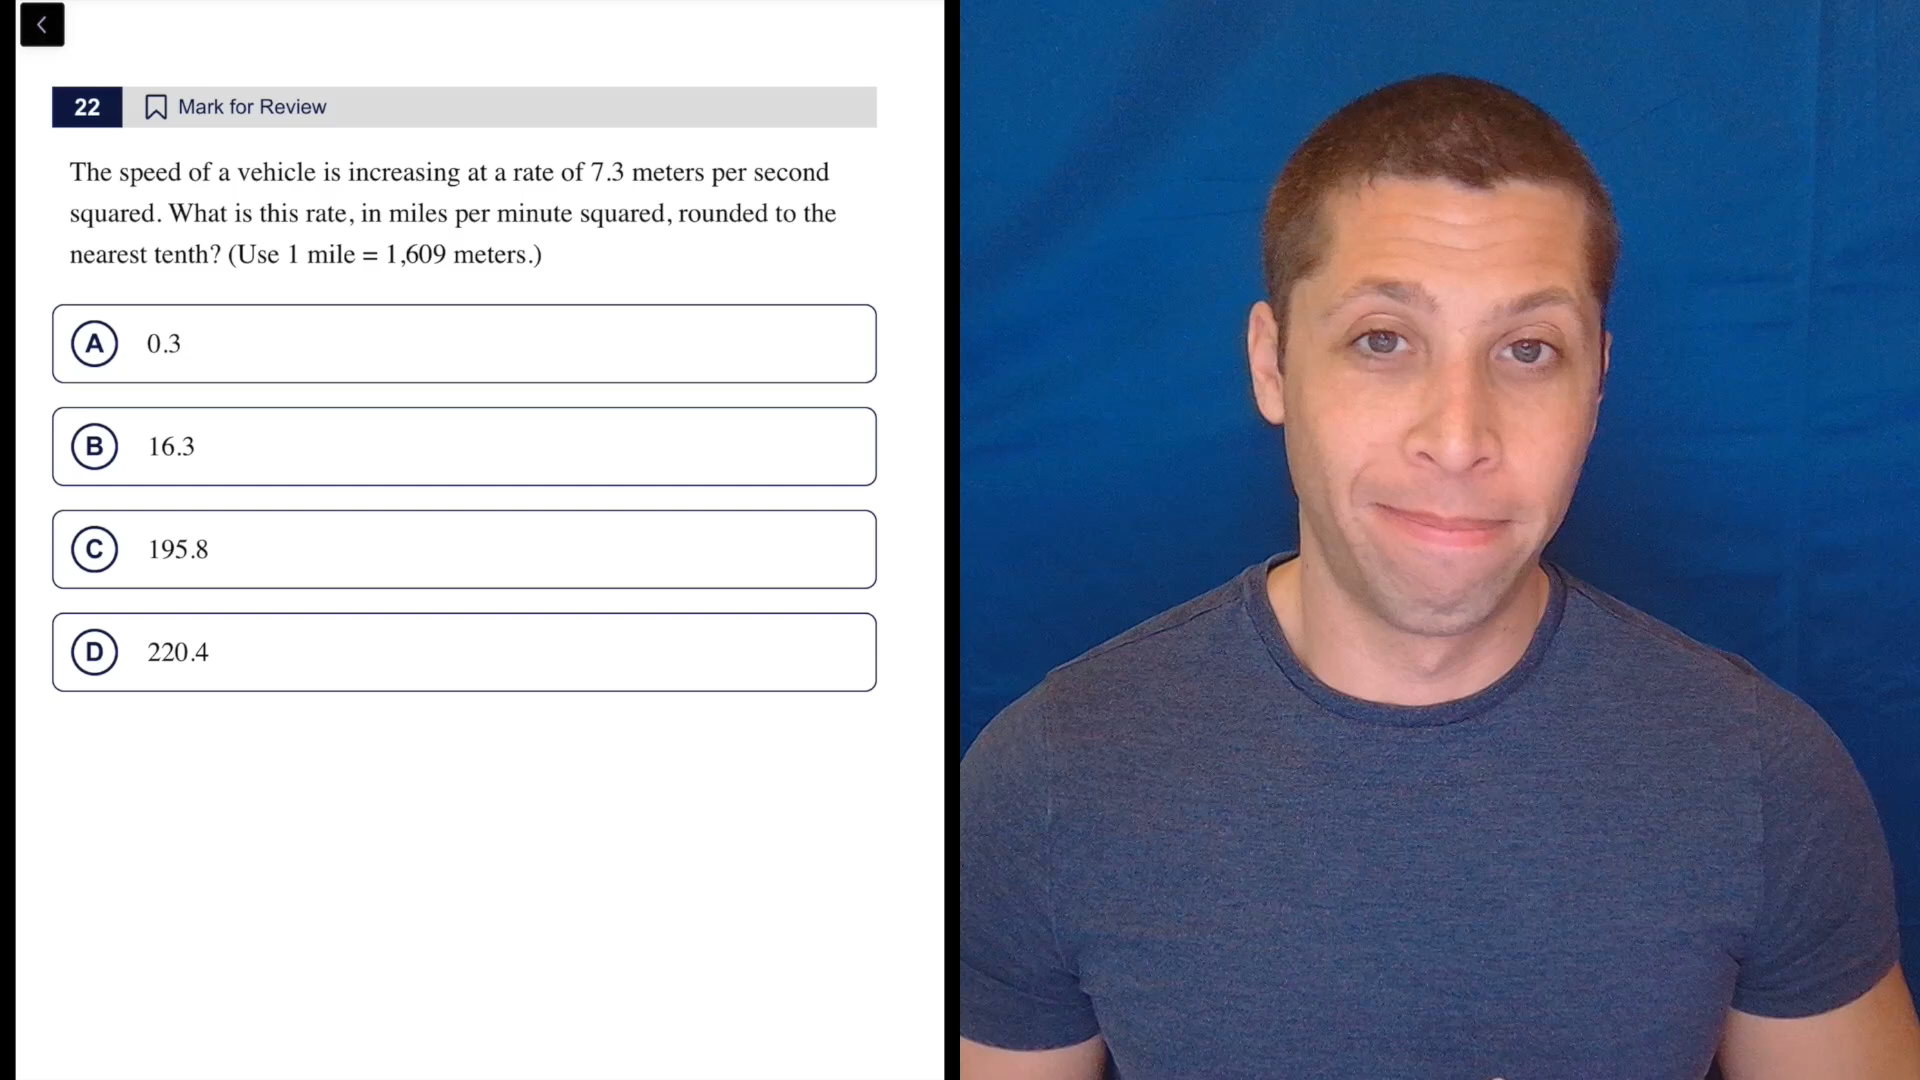 22 Mark for Review
The speed of a vehicle is increasing at a rate of 7.3 meters per second
squared. What is this rate, in miles per minute squared, rounded to the
nearest tenth? (Use 1 mile = 1,609 meters.)
A 0.3
B 16.3
C 195.8
D 220.4